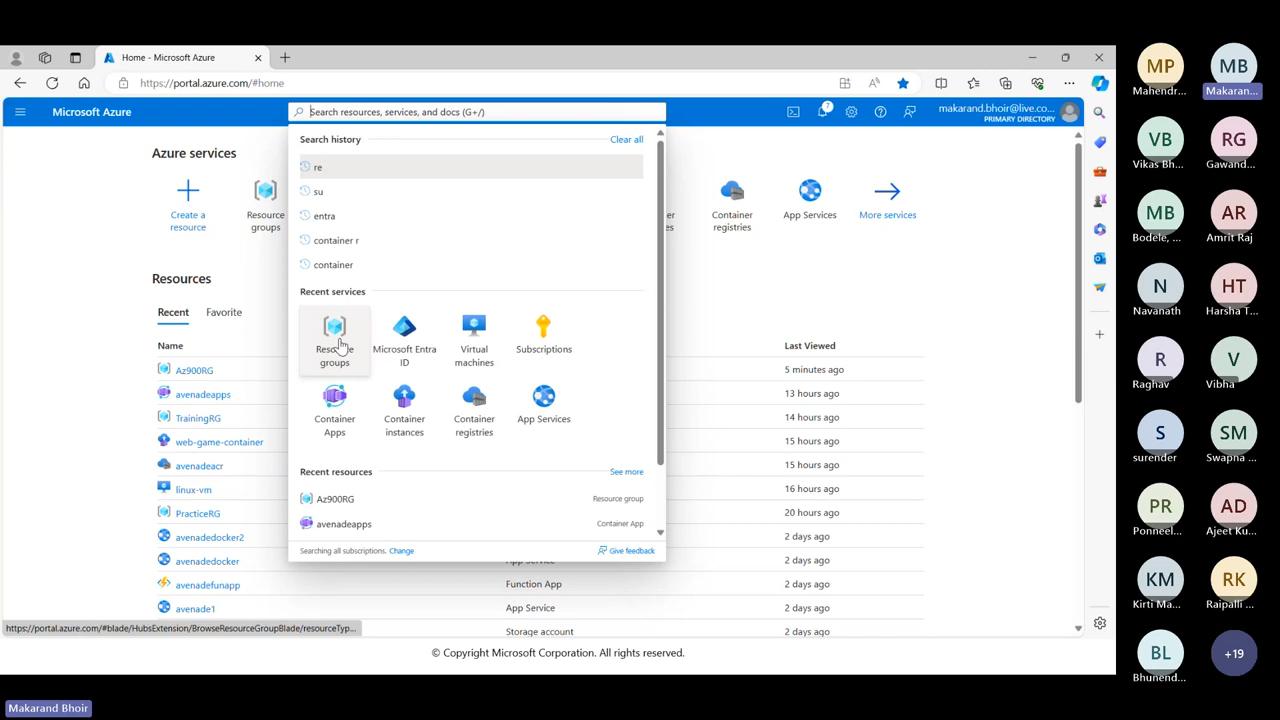 Home - Microsoft Azure
https://portal.azure.com/#home
Microsoft Azure
Search resources, services, and docs (G+/)
7
makarand.bhoir@live.co...
PRIMARY DIRECTORY
Azure services
Create a
resource
Resource
groups
Container
registries
App Services
More services
Search history
Clear all
re
su
entra
container r
container
Recent services
Resource
groups
Microsoft Entra
ID
Virtual
machines
Subscriptions
Container
Apps
Container
instances
Container
registries
App Services
Recent resources
See more
Az900RG
Resource group
avenadeapps
Container App
Searching all subscriptions. Change
Give feedback
Resources
Recent
Favorite
Name
Last Viewed
Az900RG
5 minutes ago
avenadeapps
13 hours ago
TrainingRG
14 hours ago
web-game-container
15 hours ago
avenadeacr
15 hours ago
linux-vm
16 hours ago
PracticeRG
20 hours ago
avenadedocker2
2 days ago
avenadedocker
App Service
2 days ago
avenadefunapp
Function App
2 days ago
avenade1
App Service
2 days ago
Storage account
2 days ago
https://portal.azure.com/#blade/HubsExtension/BrowseResourceGroupBlade/resourceTyp...
© Copyright Microsoft Corporation. All rights reserved.
Makarand Bhoir
MP
Mahendr...
MB
Makaran...
VB
Vikas Bh...
RG
Gawand...
MB
Bodele, ...
AR
Amrit Raj
N
Navanath
HT
Harsha T...
R
Raghav
V
Vibha
S
surender
SM
Swapna ...
PR
Ponneel...
AD
Ajeet Ku...
KM
Kirti Ma...
RK
Raipalli ...
BL
Bhunend...
+19